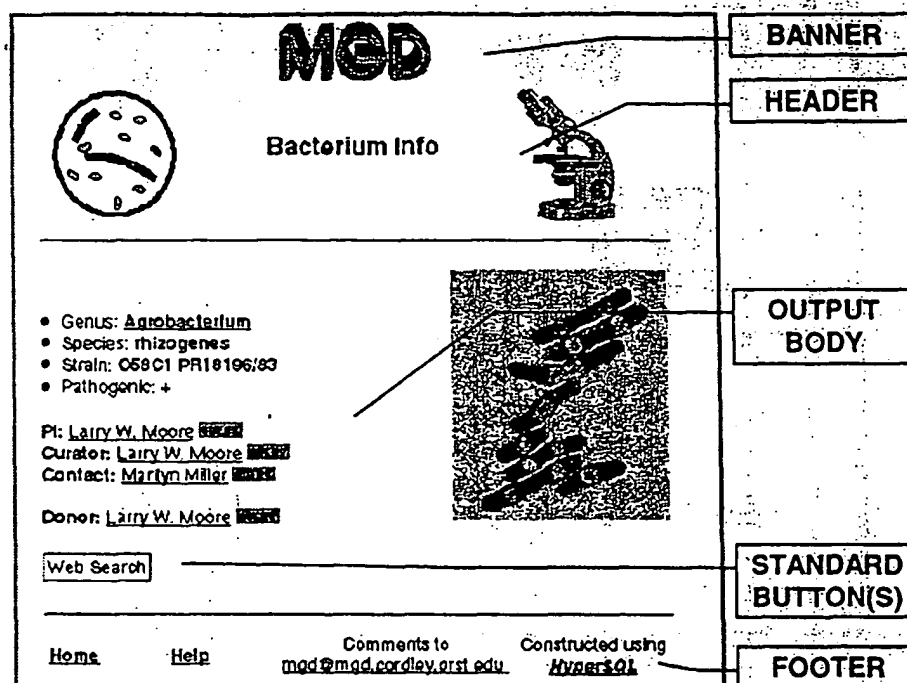 MGD
BANNER
HEADER
Bacterium Info
OUTPUT
BODY
Genus: Agrobacterium
Species: rhizogenes
Strain: C58C1 PR18196/83
Pathogenic: +
PI: Larry W. Moore
Curator: Larry W. Moore
Contact: Martyn Miller
Donor: Larry W. Moore
Web Search
STANDARD
BUTTON(S)
Home
Help
Comments to
mgd@mgd.cordley.orst.edu
Constructed using
HyperSQL
FOOTER